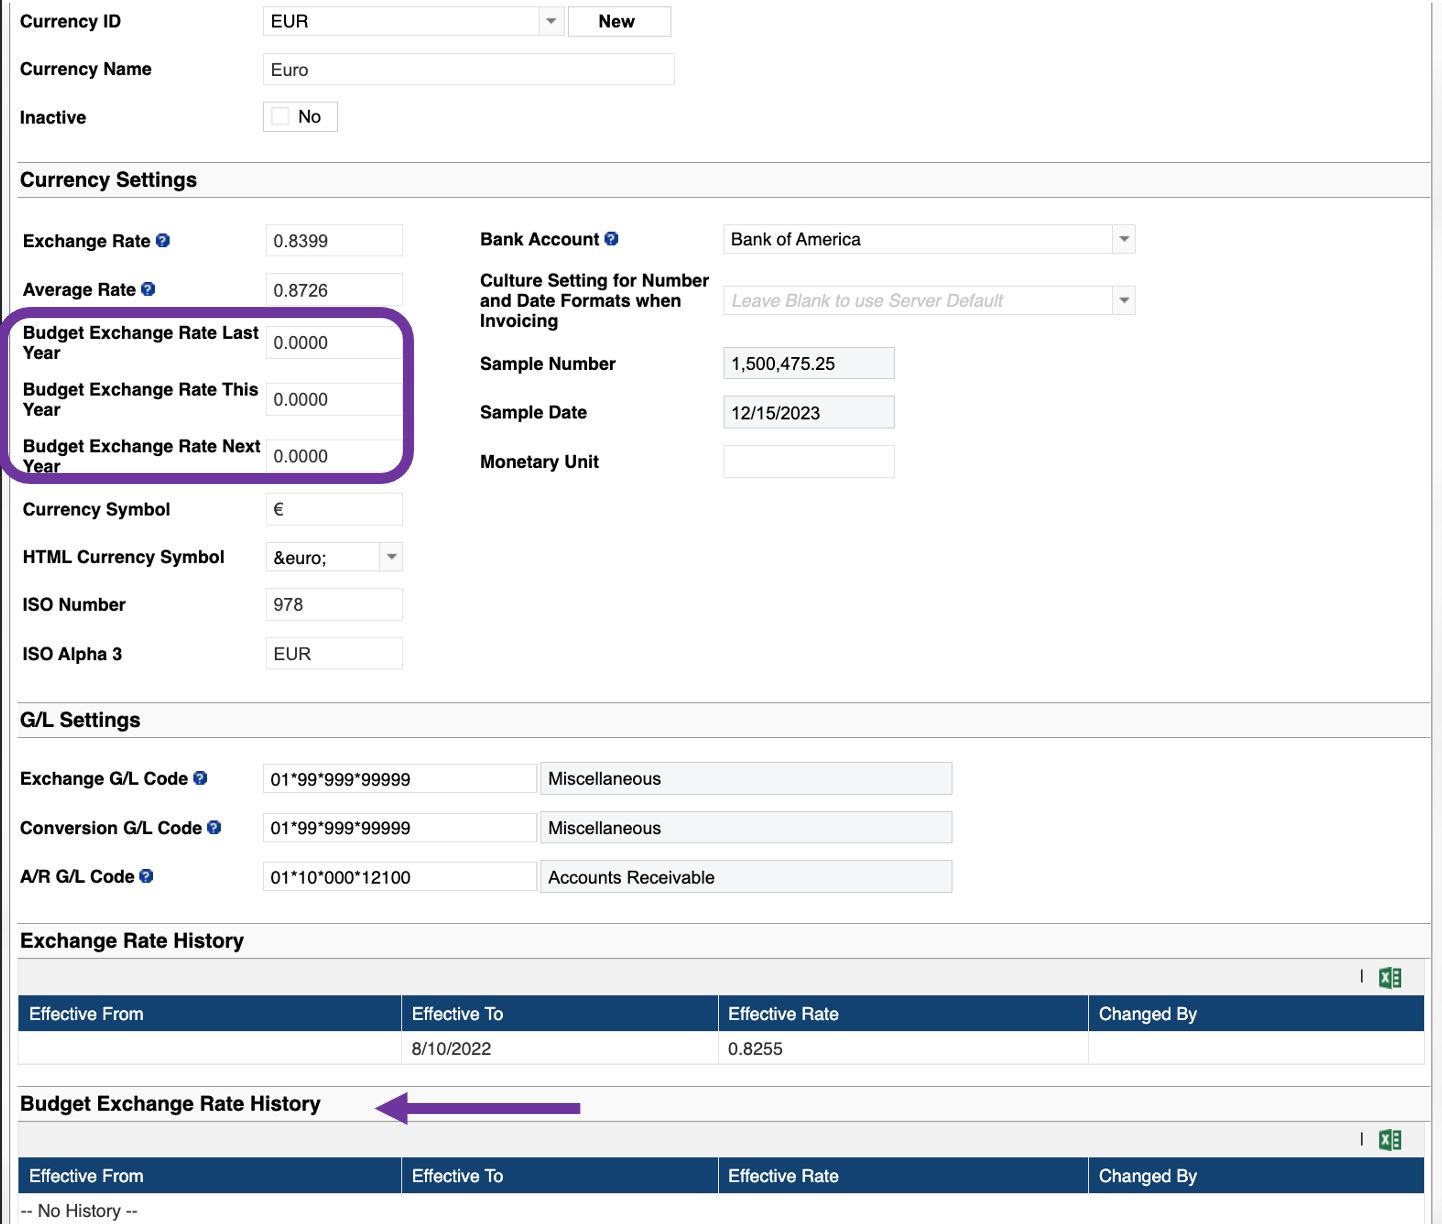 Currency ID EUR New
Currency Name Euro
Inactive No
Currency Settings
Exchange Rate ? 0.8399
Average Rate ? 0.8726
Budget Exchange Rate Last
Year
0.0000
Budget Exchange Rate This
Year
0.0000
Budget Exchange Rate Next
Year
0.0000
Currency Symbol €
HTML Currency Symbol &amp;euro;
ISO Number 978
ISO Alpha 3 EUR
Bank Account ? Bank of America
Culture Setting for Number
and Date Formats when
Invoicing
Leave Blank to use Server Default
Sample Number 1,500,475.25
Sample Date 12/15/2023
Monetary Unit
G/L Settings
Exchange G/L Code ? 01*99*999*99999 Miscellaneous
Conversion G/L Code ? 01*99*999*99999 Miscellaneous
A/R G/L Code ? 01*10*000*12100 Accounts Receivable
Exchange Rate History
|
Effective From Effective To Effective Rate Changed By
8/10/2022 0.8255
Budget Exchange Rate History
|
Effective From Effective To Effective Rate Changed By
-- No History --